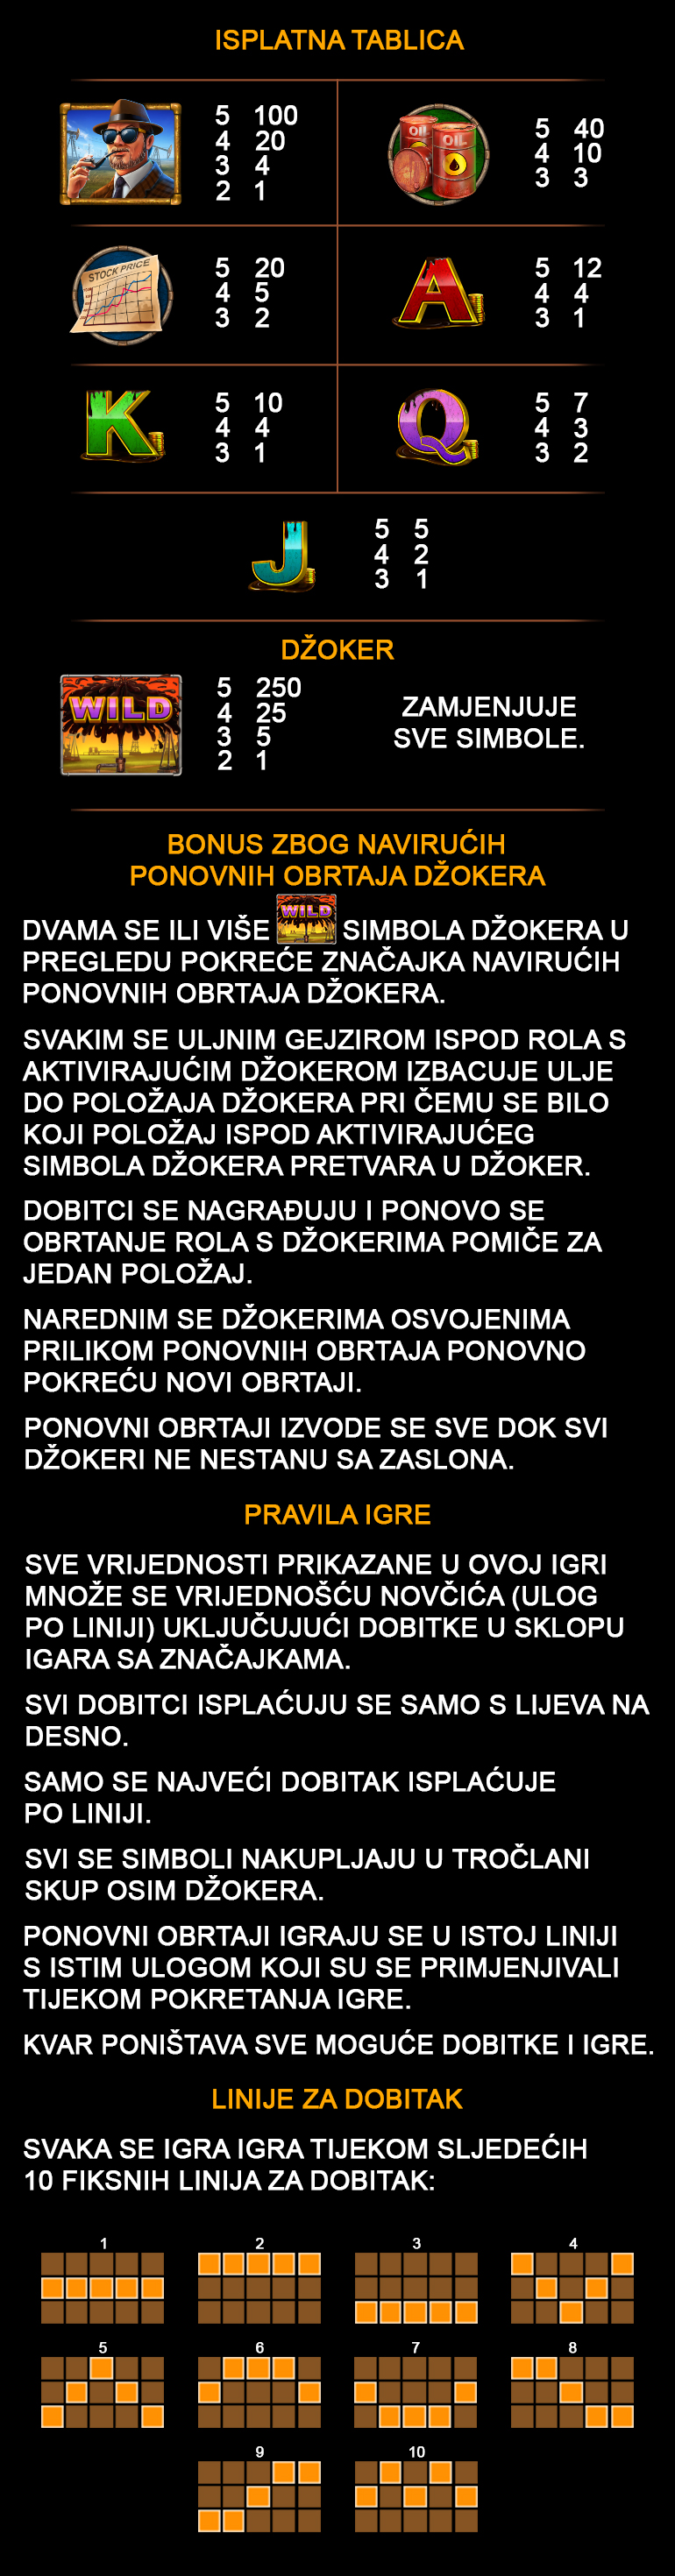 ISPLATNA TABLICA
5 100
4 20
3 4
2 1
OIL
OIL
5 40
4 10
3 3
STOCK PRICE
5 20
4 5
3 2
A
5 12
4 4
3 1
K
5 10
4 4
3 1
Q
5 7
4 3
3 2
J
5 5
4 2
3 1
DŽOKER
WILD
5 250
4 25
3 5
2 1
ZAMJENJUJE
SVE SIMBOLE.
BONUS ZBOG NAVIRUĆIH
PONOVNIH OBRTAJA DŽOKERA
DVAMA SE ILI VIŠE WILD SIMBOLA DŽOKERA U
PREGLEDU POKREĆE ZNAČAJKA NAVIRUĆIH
PONOVNIH OBRTAJA DŽOKERA.
SVAKIM SE ULJNIM GEJZIROM ISPOD ROLA S
AKTIVIRAJUĆIM DŽOKEROM IZBACUJE ULJE
DO POLOŽAJA DŽOKERA PRI ČEMU SE BILO
KOJI POLOŽAJ ISPOD AKTIVIRAJUĆEG
SIMBOLA DŽOKERA PRETVARA U DŽOKER.
DOBITCI SE NAGRAĐUJU I PONOVO SE
OBRTANJE ROLA S DŽOKERIMA POMIČE ZA
JEDAN POLOŽAJ.
NAREDNIM SE DŽOKERIMA OSVOJENIMA
PRILIKOM PONOVNIH OBRTAJA PONOVNO
POKREĆU NOVI OBRTAJI.
PONOVNI OBRTAJI IZVODE SE SVE DOK SVI
DŽOKERI NE NESTANU SA ZASLONA.
PRAVILA IGRE
SVE VRIJEDNOSTI PRIKAZANE U OVOJ IGRI
MNOŽE SE VRIJEDNOŠĆU NOVČIĆA (ULOG
PO LINIJI) UKLJUČUJUĆI DOBITKE U SKLOPU
IGARA SA ZNAČAJKAMA.
SVI DOBITCI ISPLAĆUJU SE SAMO S LIJEVA NA
DESNO.
SAMO SE NAJVEĆI DOBITAK ISPLAĆUJE
PO LINIJI.
SVI SE SIMBOLI NAKUPLJAJU U TROČLANI
SKUP OSIM DŽOKERA.
PONOVNI OBRTAJI IGRAJU SE U ISTOJ LINIJI
S ISTIM ULOGOM KOJI SU SE PRIMJENJIVALI
TIJEKOM POKRETANJA IGRE.
KVAR PONIŠTAVA SVE MOGUĆE DOBITKE I IGRE.
LINIJE ZA DOBITAK
SVAKA SE IGRA IGRA TIJEKOM SLJEDEĆIH
10 FIKSNIH LINIJA ZA DOBITAK:
1 2 3 4
5 6 7 8
9 10